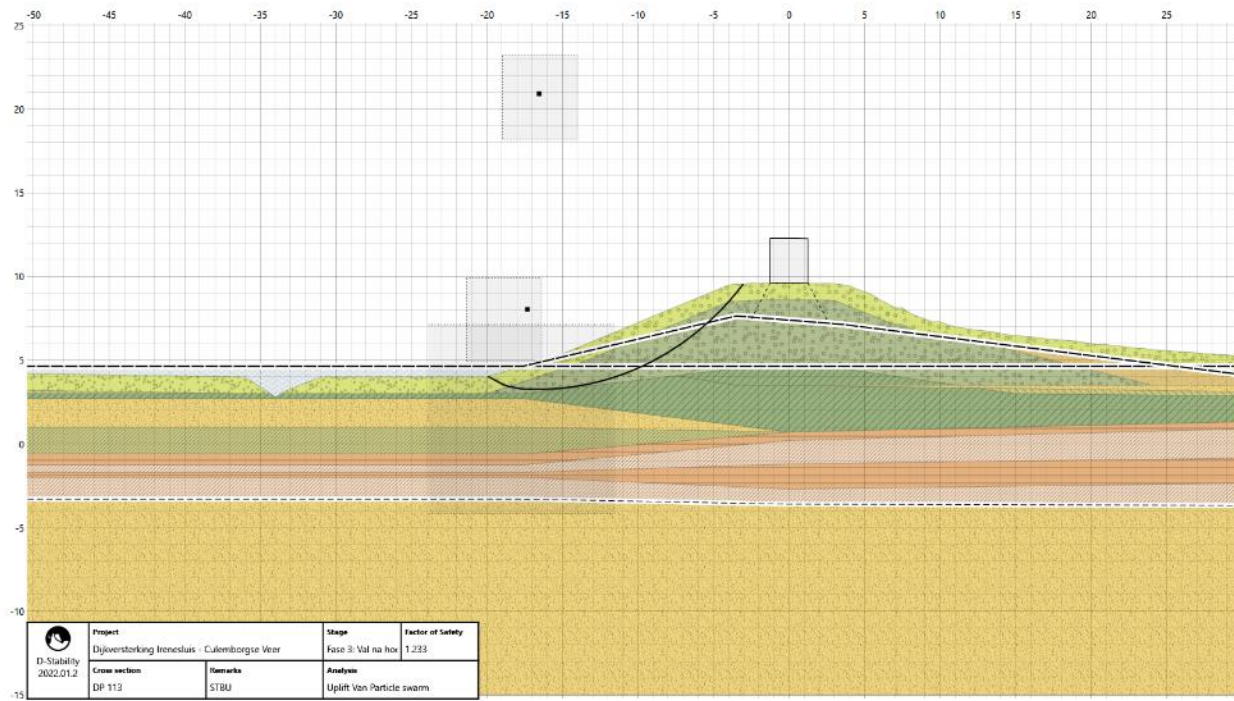 -50 -45 -40 -35 -30 -25 -20 -15 -10 -5 0 5 10 15 20 25
25
20
15
10
5
0
-5
-10
-15
D-Stability
2022.01.2
Project
Dijkversterking Irenesluis - Culemborgse Veer
Stage
Fase 3: Val na hoo
Factor of Safety
1.233
Cross section
DP 113
Remarks
STBU
Analysis
Uplift Van Particle swarm